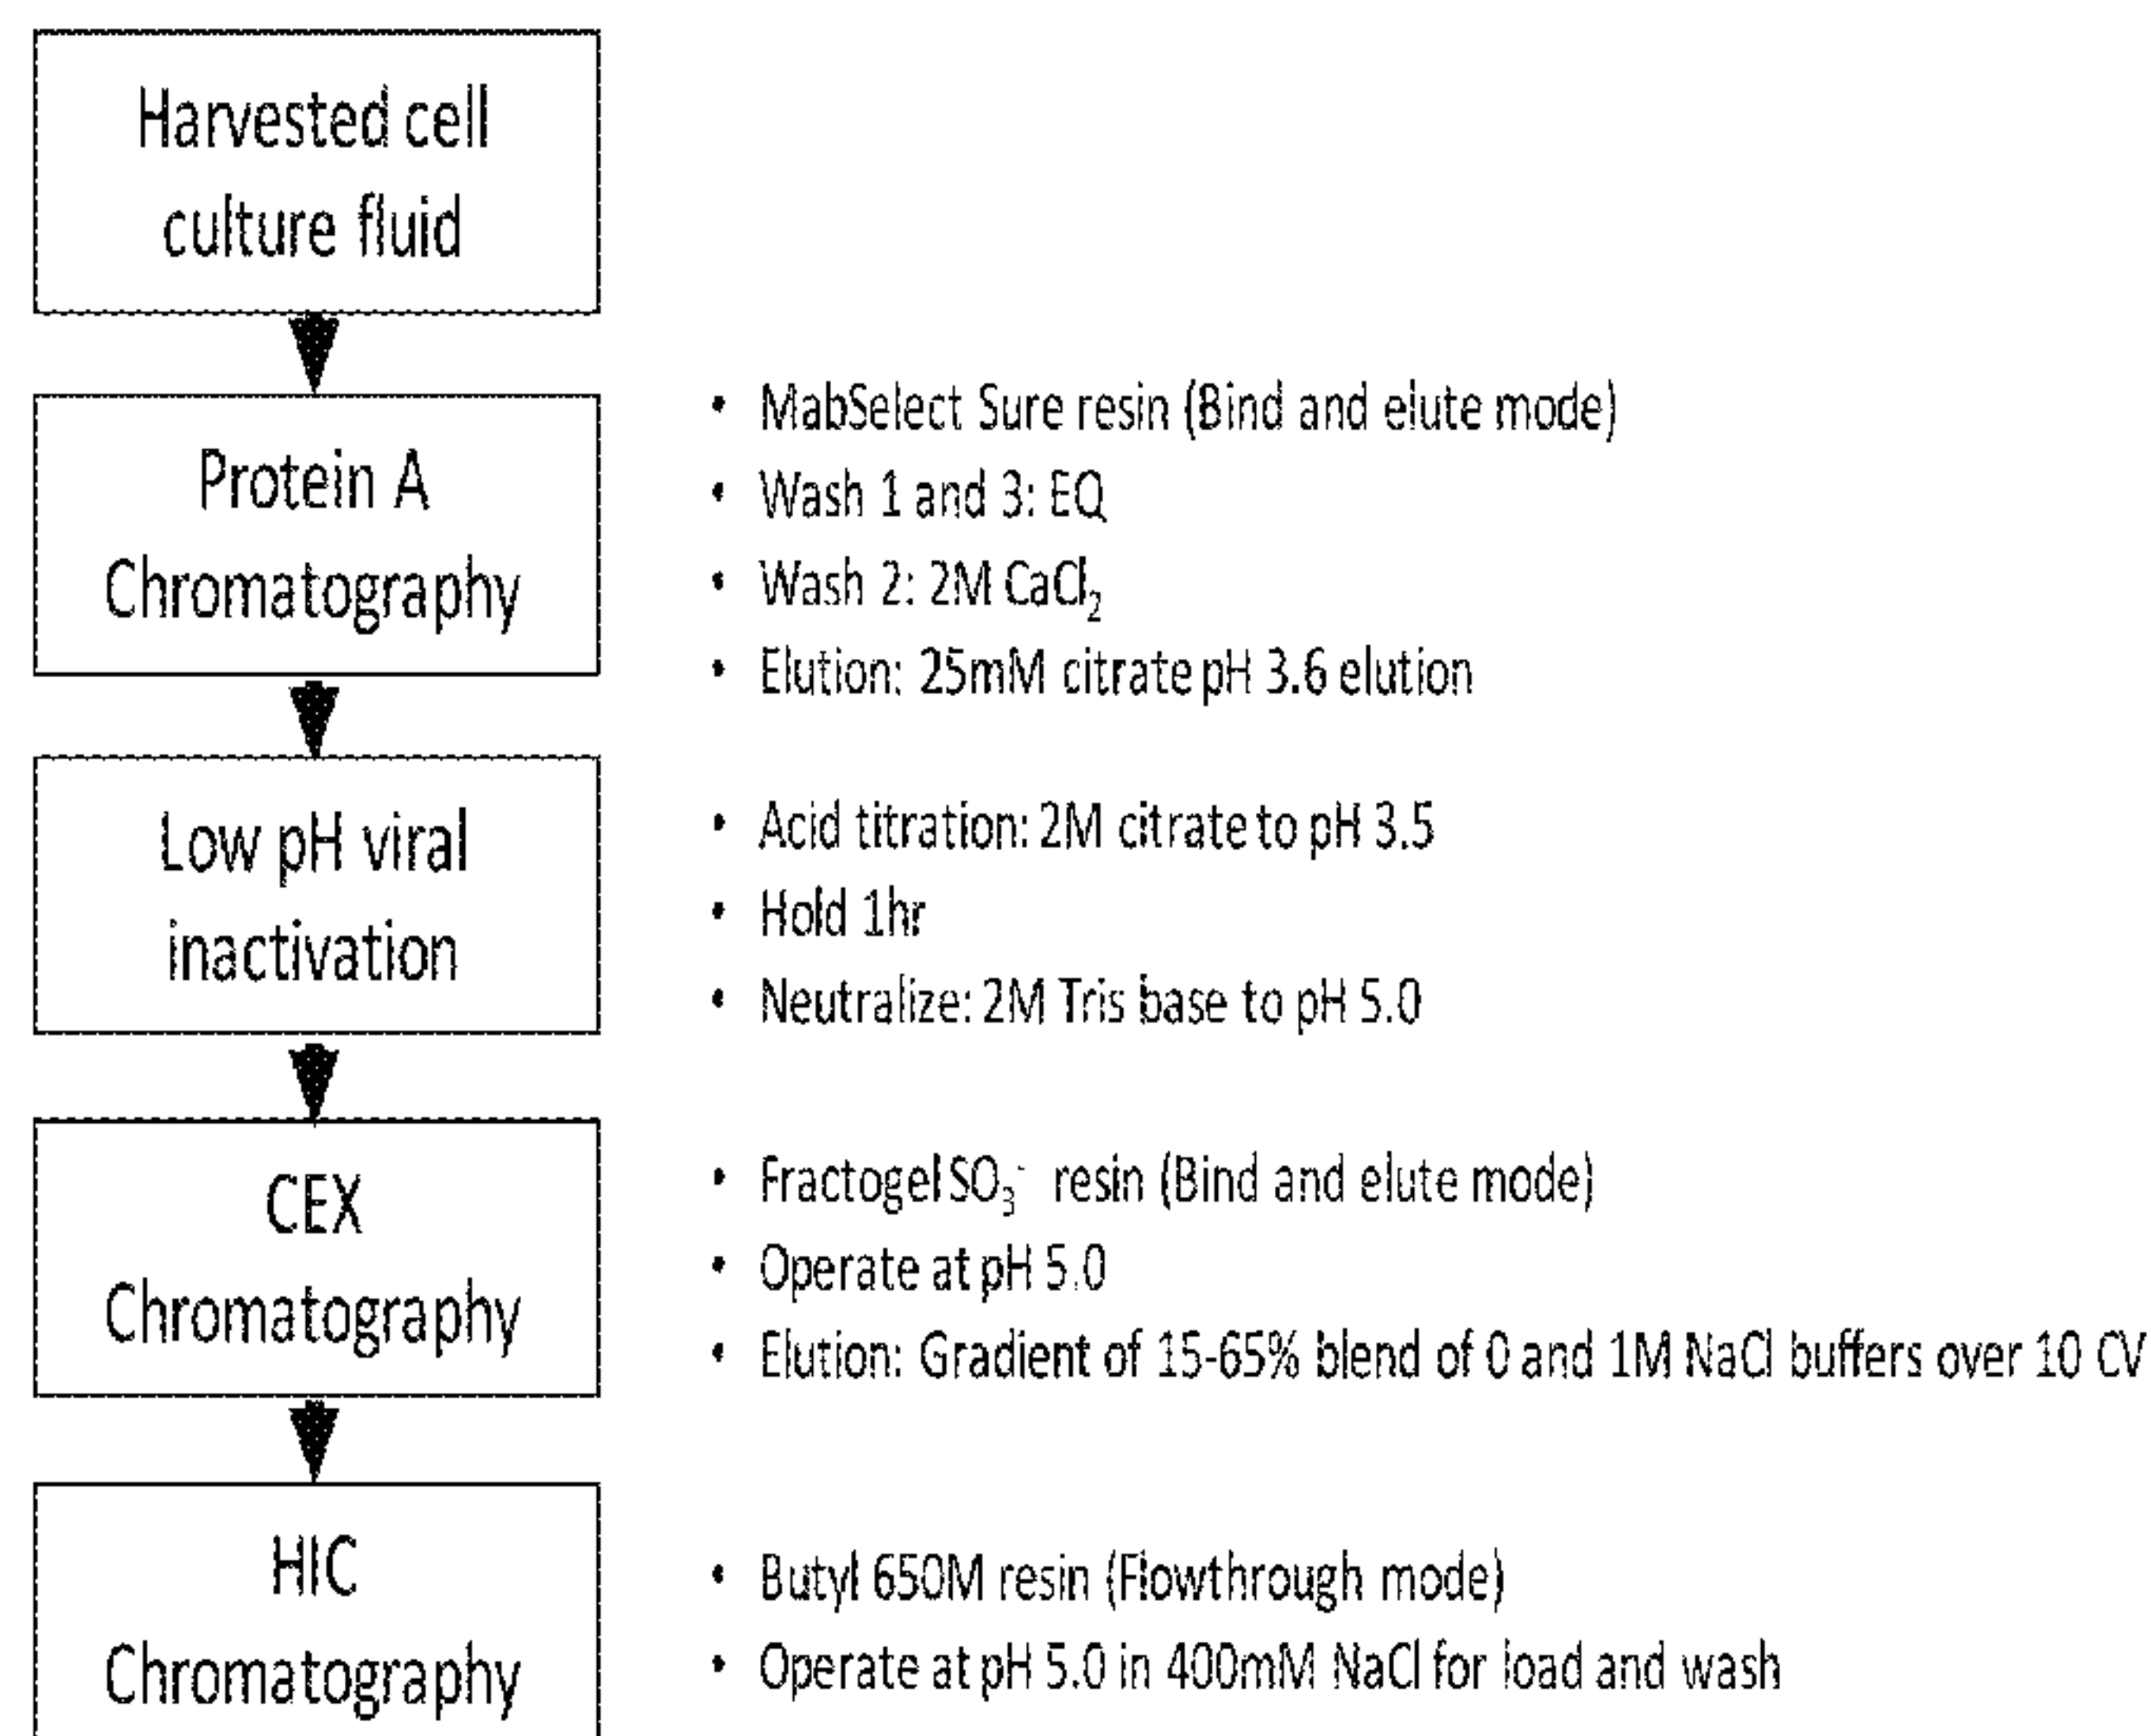 Harvested cell
culture fluid
Protein A
Chromatography
• MabSelect Sure resin (Bind and elute mode)
• Wash 1 and 3: EQ
• Wash 2: 2M CaCl₂
• Elution: 25mM citrate pH 3.6 elution
Low pH viral
inactivation
• Acid titration: 2M citrate to pH 3.5
• Hold 1hr
• Neutralize: 2M Tris base to pH 5.0
CEX
Chromatography
• Fractogel SO₃⁻ resin (Bind and elute mode)
• Operate at pH 5.0
• Elution: Gradient of 15-65% blend of 0 and 1M NaCl buffers over 10 CV
HIC
Chromatography
• Butyl 650M resin (Flowthrough mode)
• Operate at pH 5.0 in 400mM NaCl for load and wash